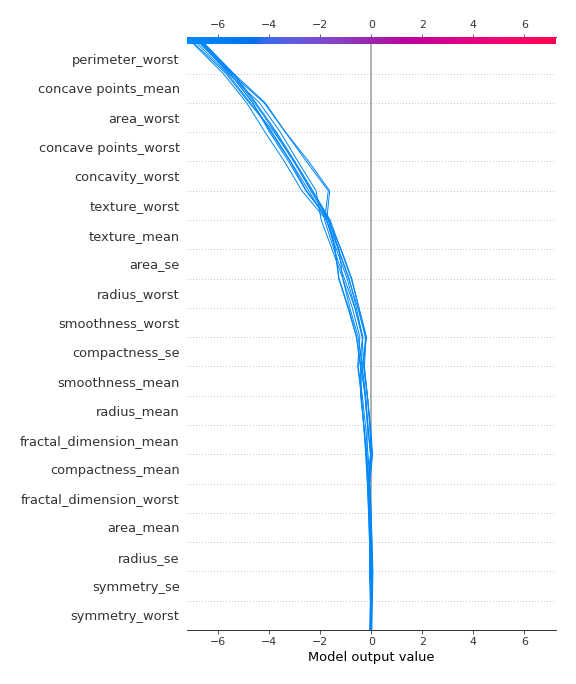 −6 −4 −2 0 2 4 6
perimeter_worst
concave points_mean
area_worst
concave points_worst
concavity_worst
texture_worst
texture_mean
area_se
radius_worst
smoothness_worst
compactness_se
smoothness_mean
radius_mean
fractal_dimension_mean
compactness_mean
fractal_dimension_worst
area_mean
radius_se
symmetry_se
symmetry_worst
−6 −4 −2 0 2 4 6
Model output value